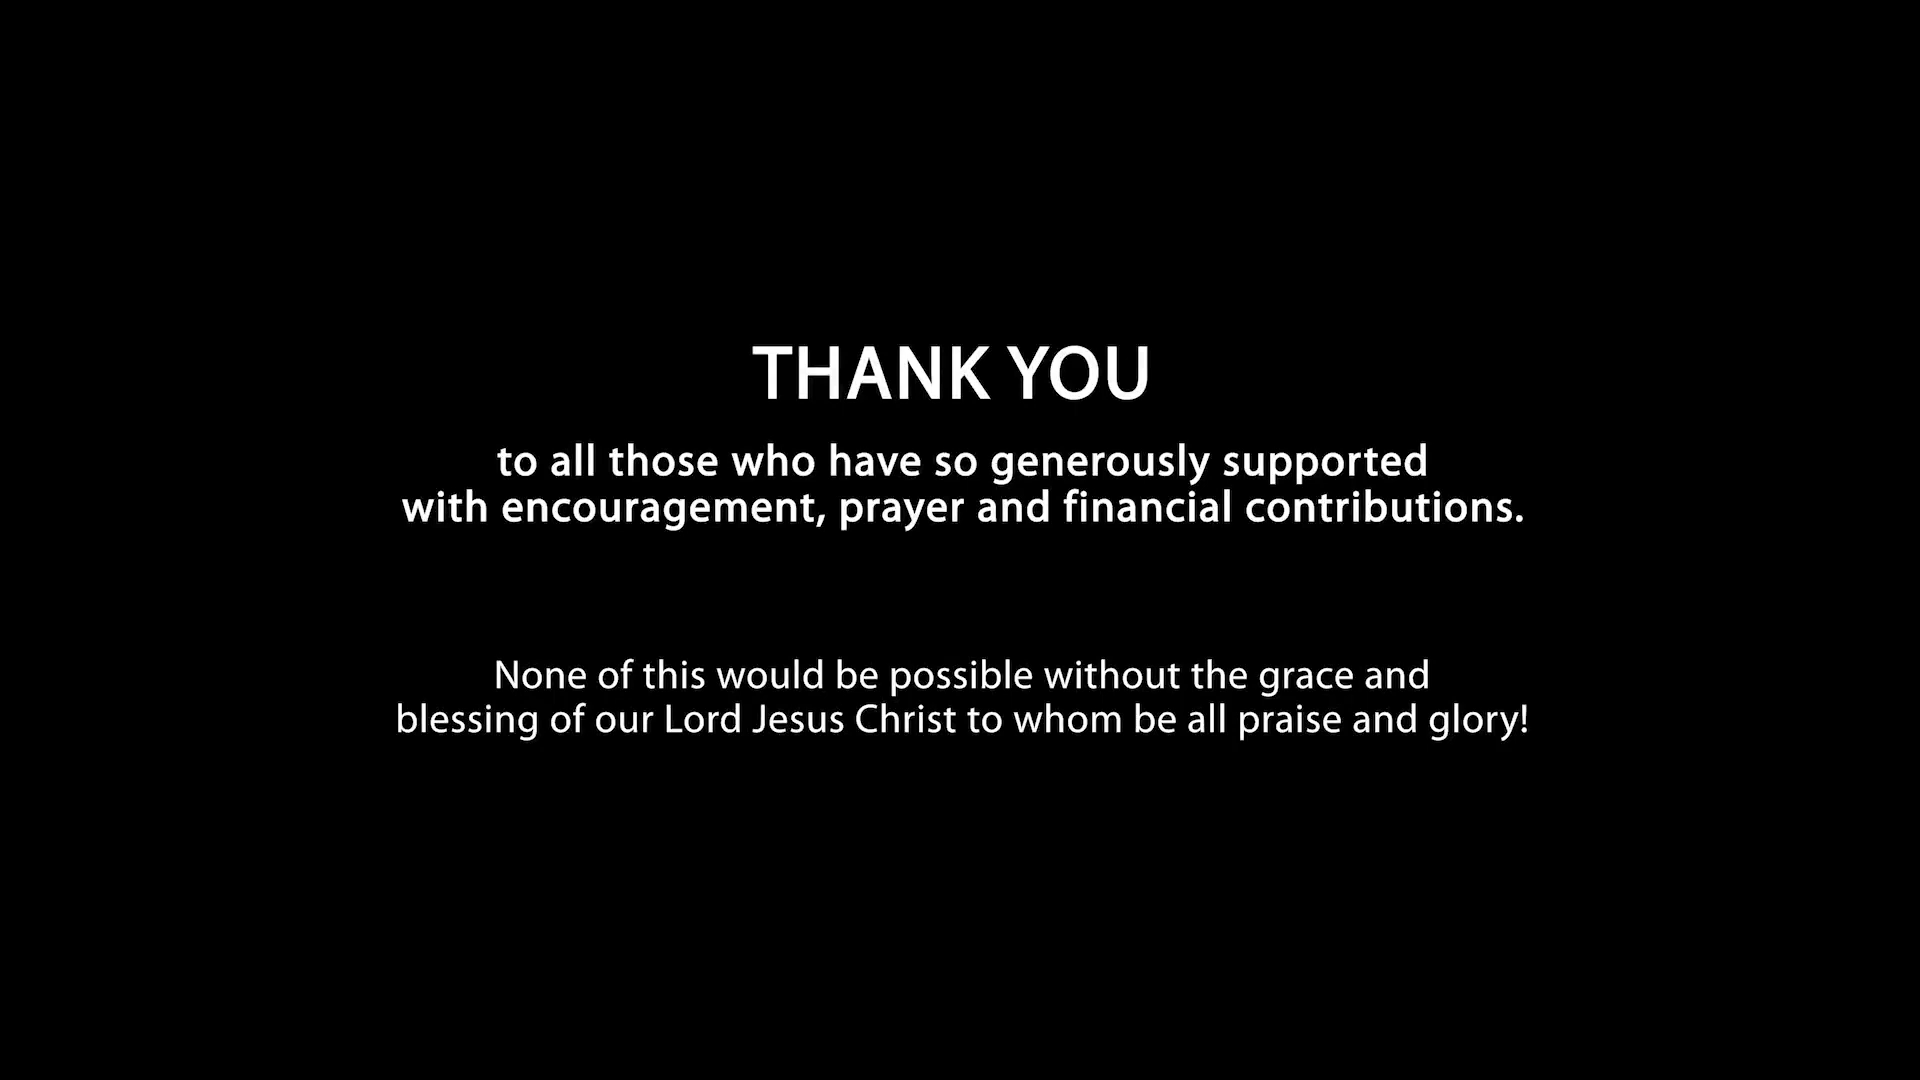 THANK YOU
to all those who have so generously supported
with encouragement, prayer and financial contributions.
None of this would be possible without the grace and
blessing of our Lord Jesus Christ to whom be all praise and glory!